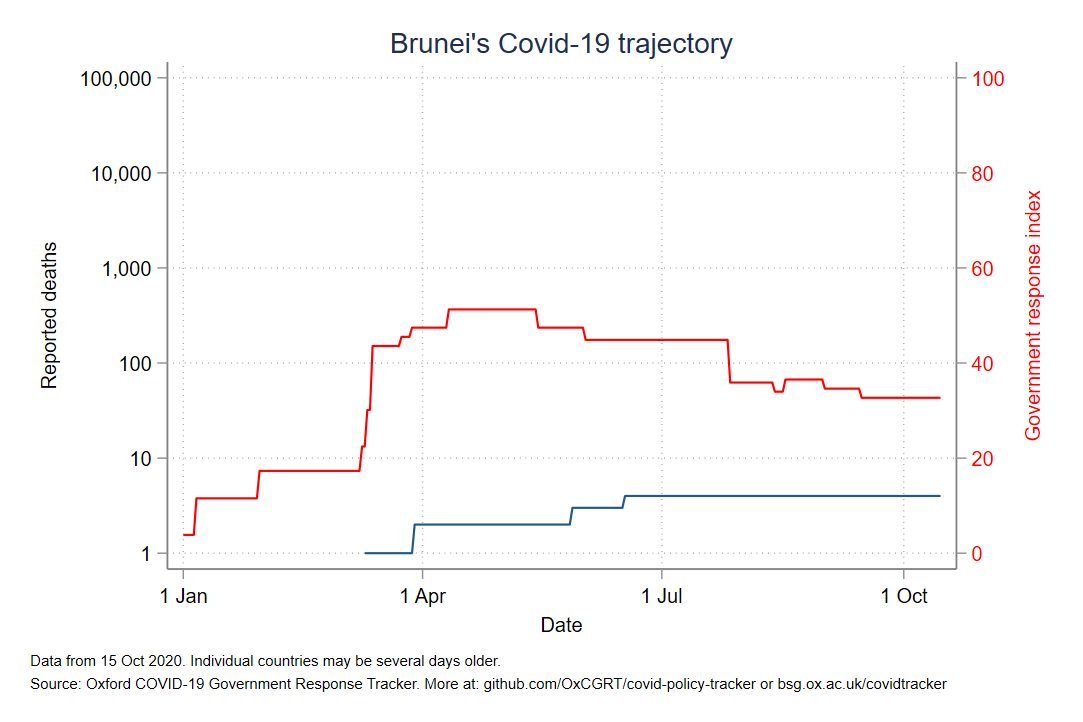 Brunei's Covid-19 trajectory
100,000
10,000
1,000
100
10
1
Reported deaths
100
80
60
40
20
0
Government response index
1 Jan
1 Apr
1 Jul
1 Oct
Date
Data from 15 Oct 2020. Individual countries may be several days older.
Source: Oxford COVID-19 Government Response Tracker. More at: github.com/OxCGRT/covid-policy-tracker or bsg.ox.ac.uk/covidtracker